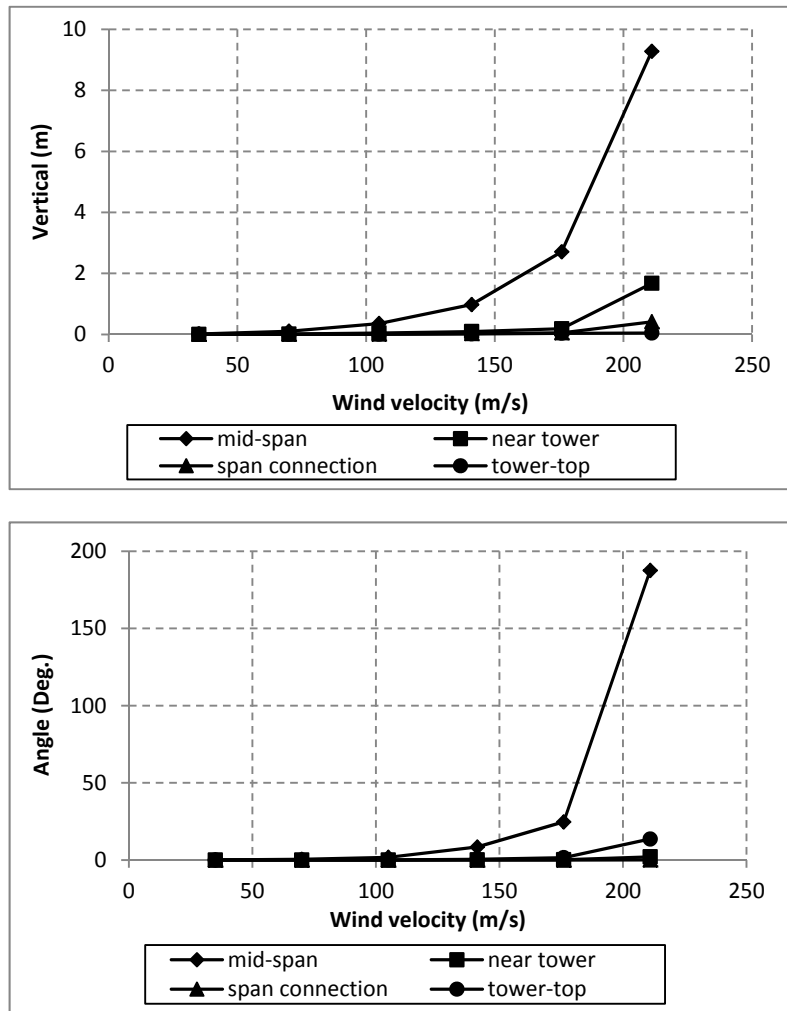 10
8
6
4
2
0
Vertical (m)
0 50 100 150 200 250
Wind velocity (m/s)
mid-span near tower
span connection tower-top
200
150
100
50
0
Angle (Deg.)
0 50 100 150 200 250
Wind velocity (m/s)
mid-span near tower
span connection tower-top